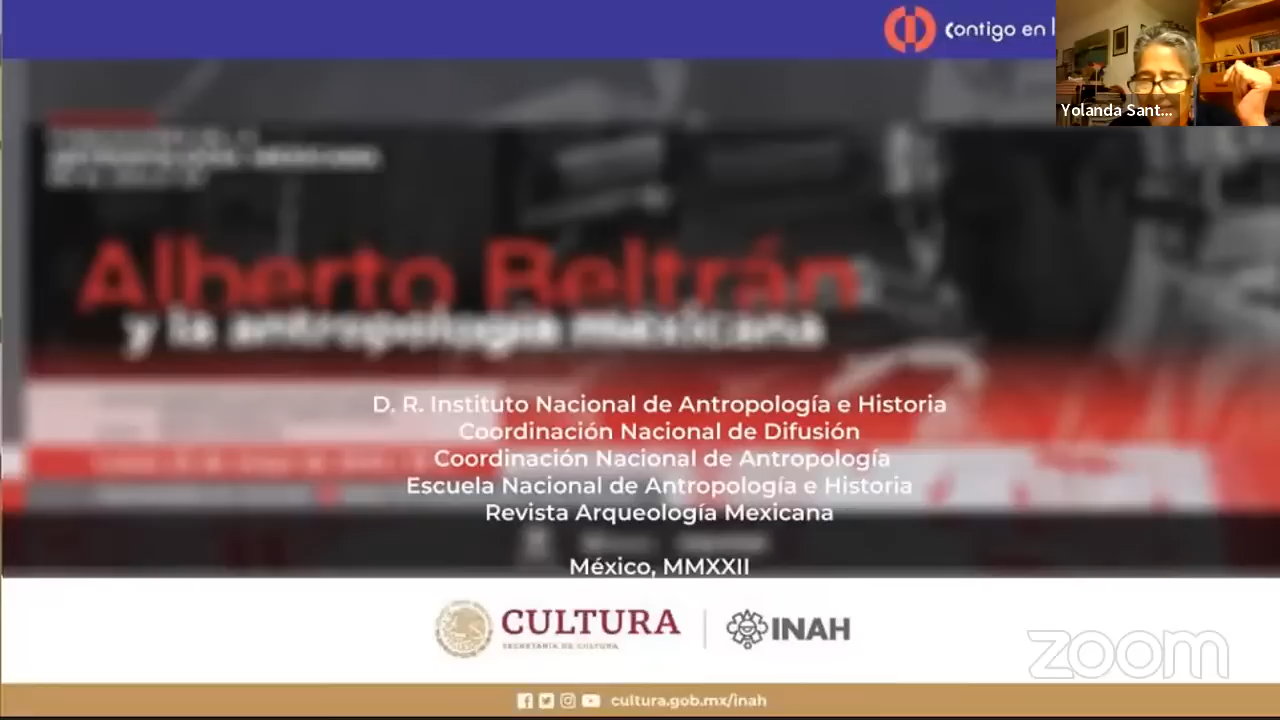 Contigo en l
Yolanda Sant...
Alberto Beltrán
y la antropología mexicana
D. R. Instituto Nacional de Antropología e Historia
Coordinación Nacional de Difusión
Coordinación Nacional de Antropología
Escuela Nacional de Antropología e Historia
Revista Arqueología Mexicana
México, MMXXII
CULTURA
SECRETARÍA DE CULTURA
INAH
zoom
cultura.gob.mx/inah